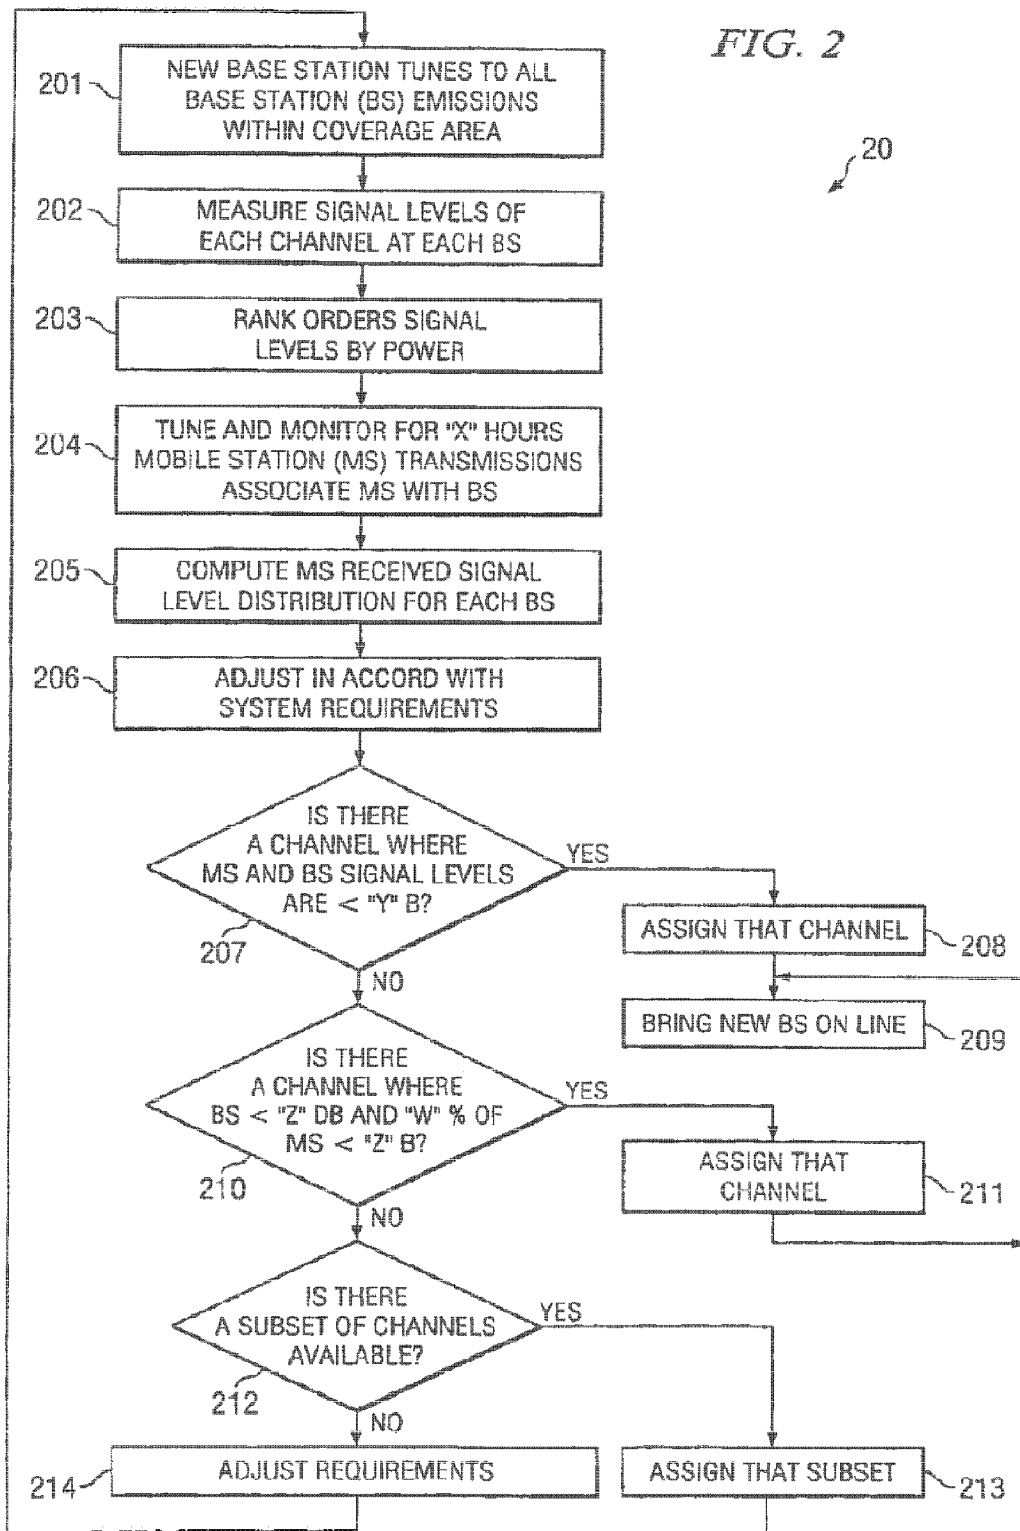 FIG. 2
20
201
NEW BASE STATION TUNES TO ALL
BASE STATION (BS) EMISSIONS
WITHIN COVERAGE AREA
202
MEASURE SIGNAL LEVELS OF
EACH CHANNEL AT EACH BS
203
RANK ORDERS SIGNAL
LEVELS BY POWER
204
TUNE AND MONITOR FOR "X" HOURS
MOBILE STATION (MS) TRANSMISSIONS
ASSOCIATE MS WITH BS
205
COMPUTE MS RECEIVED SIGNAL
LEVEL DISTRIBUTION FOR EACH BS
206
ADJUST IN ACCORD WITH
SYSTEM REQUIREMENTS
IS THERE
A CHANNEL WHERE
MS AND BS SIGNAL LEVELS
ARE < "Y" B?
207
YES
NO
ASSIGN THAT CHANNEL
208
BRING NEW BS ON LINE
209
IS THERE
A CHANNEL WHERE
BS < "Z" DB AND "W" % OF
MS < "Z" B?
210
YES
NO
ASSIGN THAT
CHANNEL
211
IS THERE
A SUBSET OF CHANNELS
AVAILABLE?
212
YES
NO
214
ADJUST REQUIREMENTS
ASSIGN THAT SUBSET
213